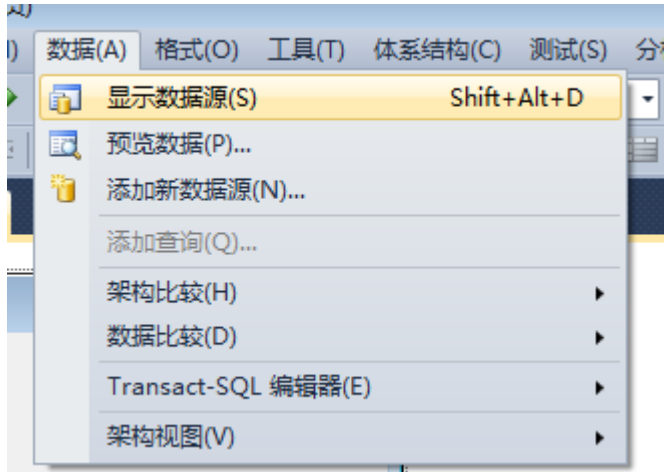 数据(A) 格式(O) 工具(T) 体系结构(C) 测试(S)
显示数据源(S) Shift+Alt+D
预览数据(P)...
添加新数据源(N)...
添加查询(Q)...
架构比较(H)
数据比较(D)
Transact-SQL 编辑器(E)
架构视图(V)